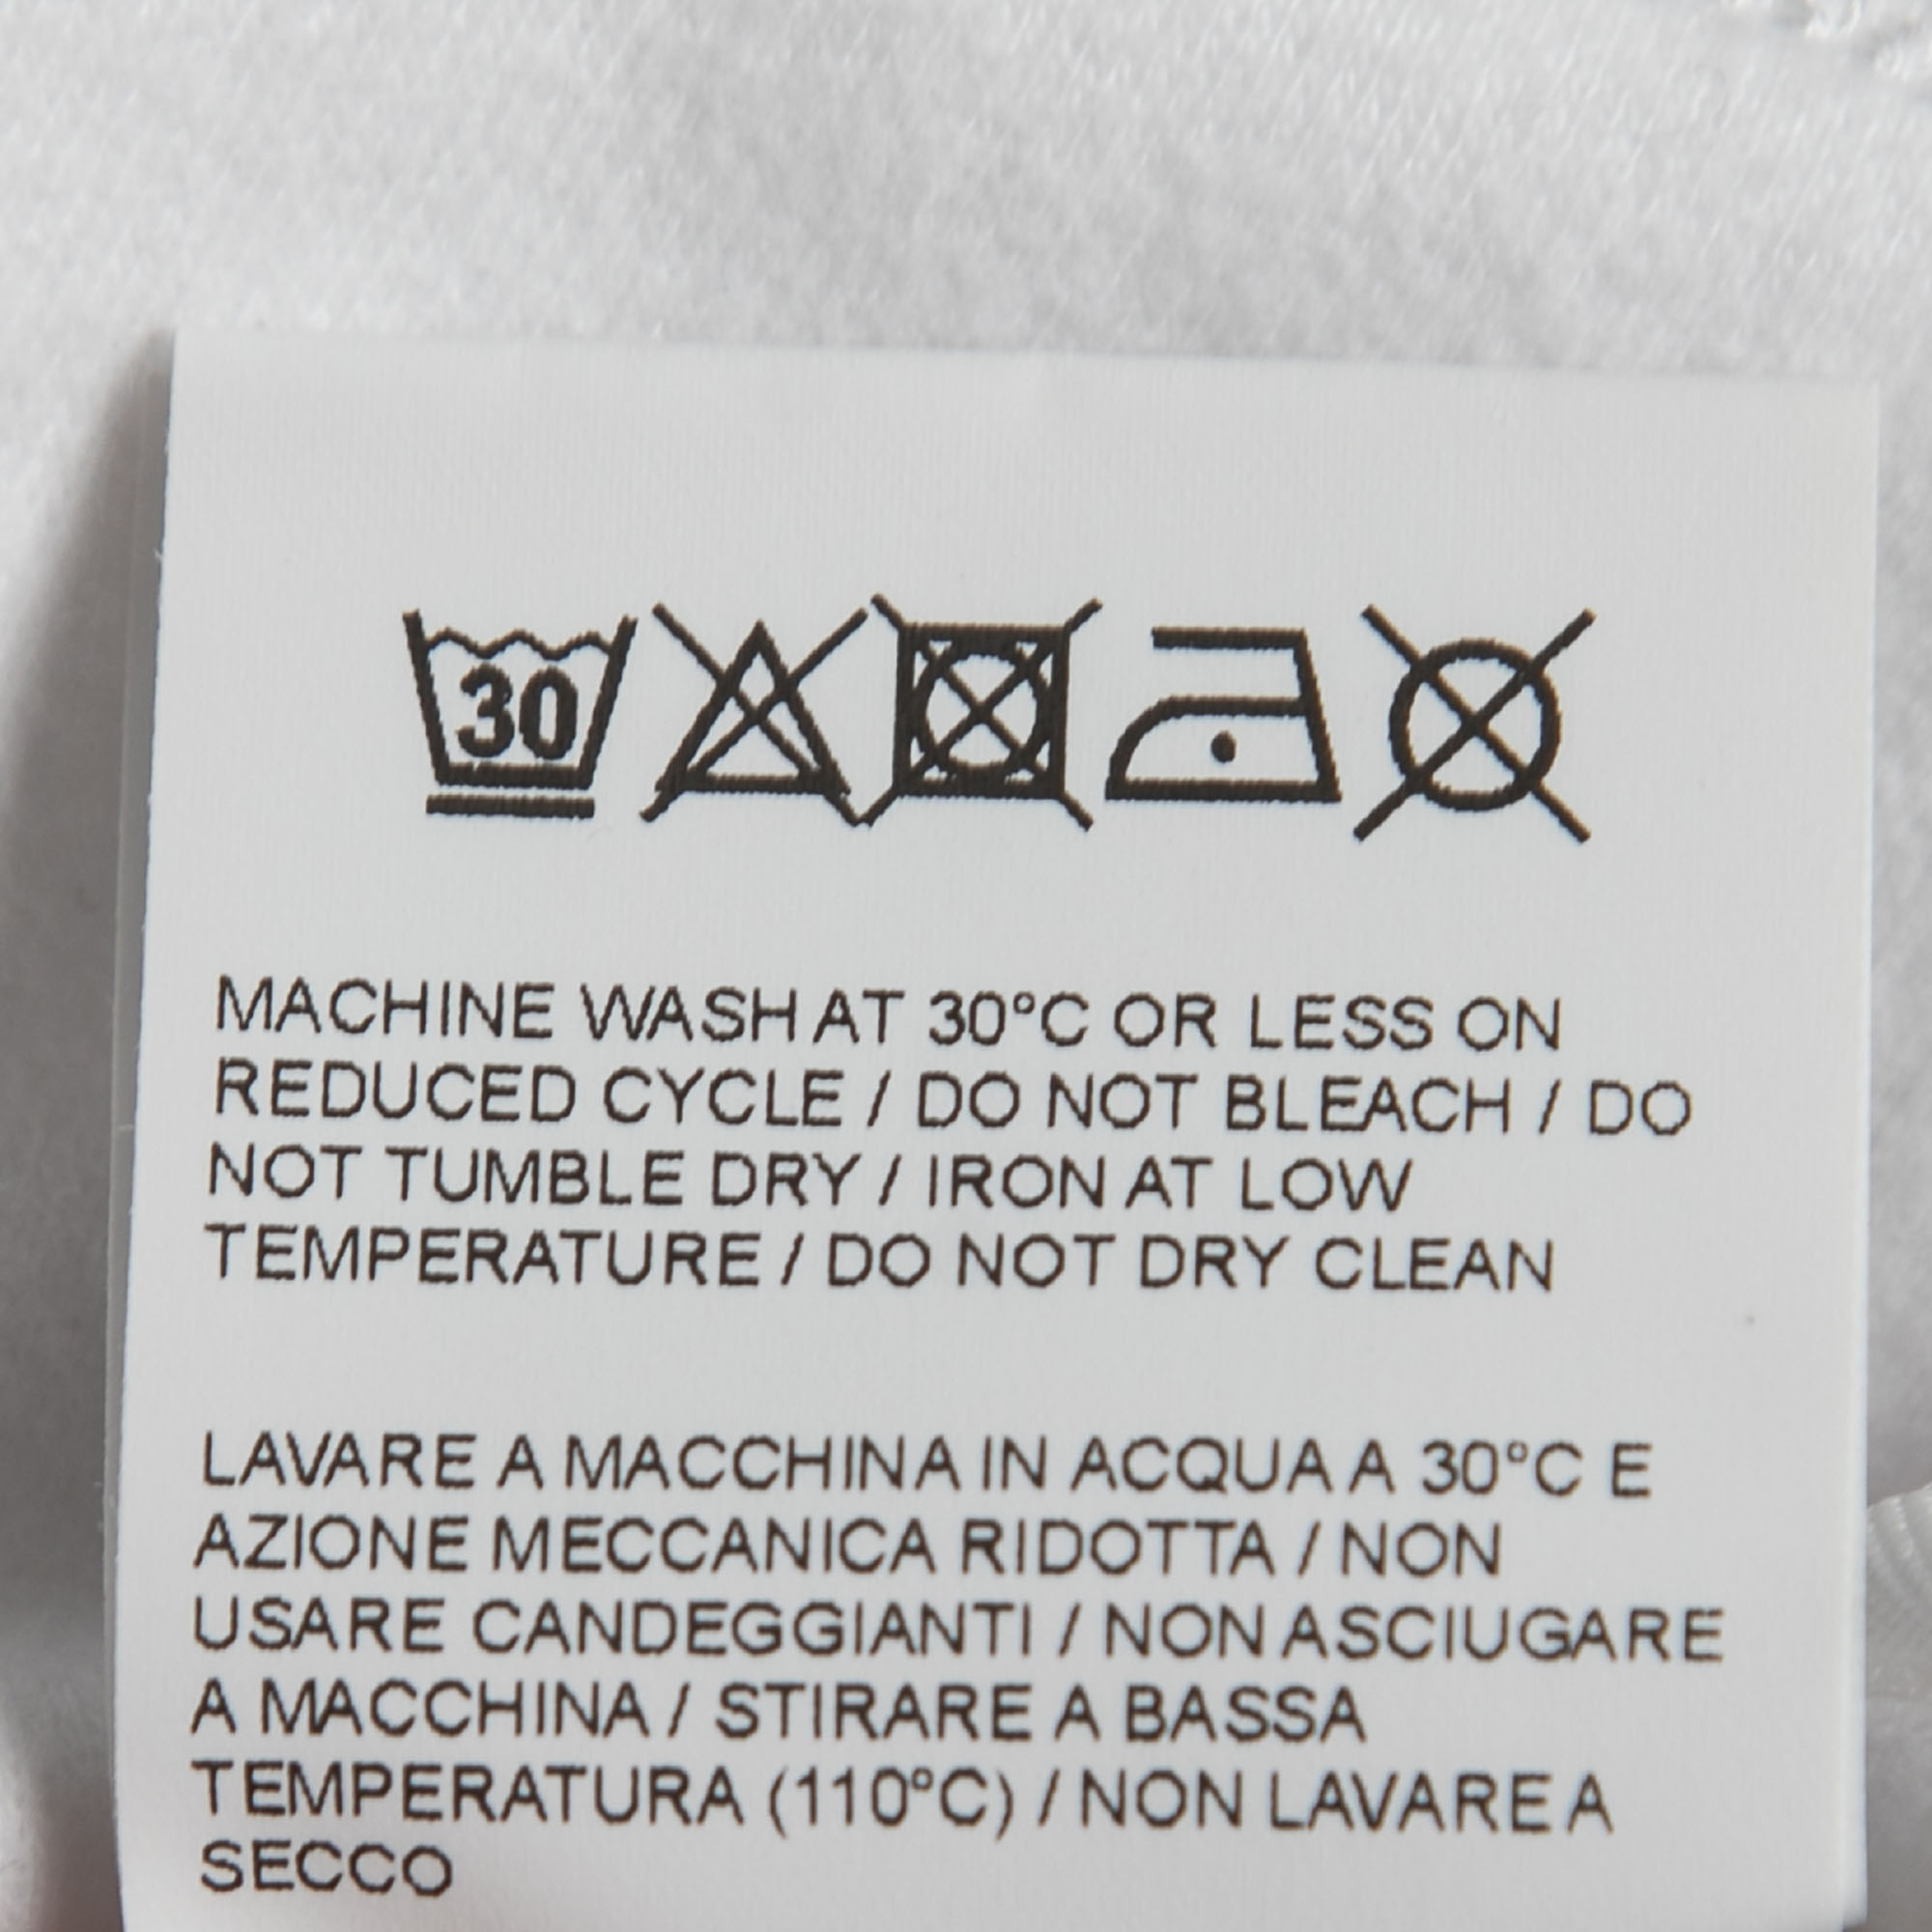 30
MACHINE WASH AT 30°C OR LESS ON
REDUCED CYCLE / DO NOT BLEACH / DO
NOT TUMBLE DRY / IRON AT LOW
TEMPERATURE / DO NOT DRY CLEAN
LAVARE A MACCHINA IN ACQUA A 30°C E
AZIONE MECCANICA RIDOTTA / NON
USARE CANDEGGIANTI / NON ASCIUGARE
A MACCHINA / STIRARE A BASSA
TEMPERATURA (110°C) / NON LAVARE A
SECCO